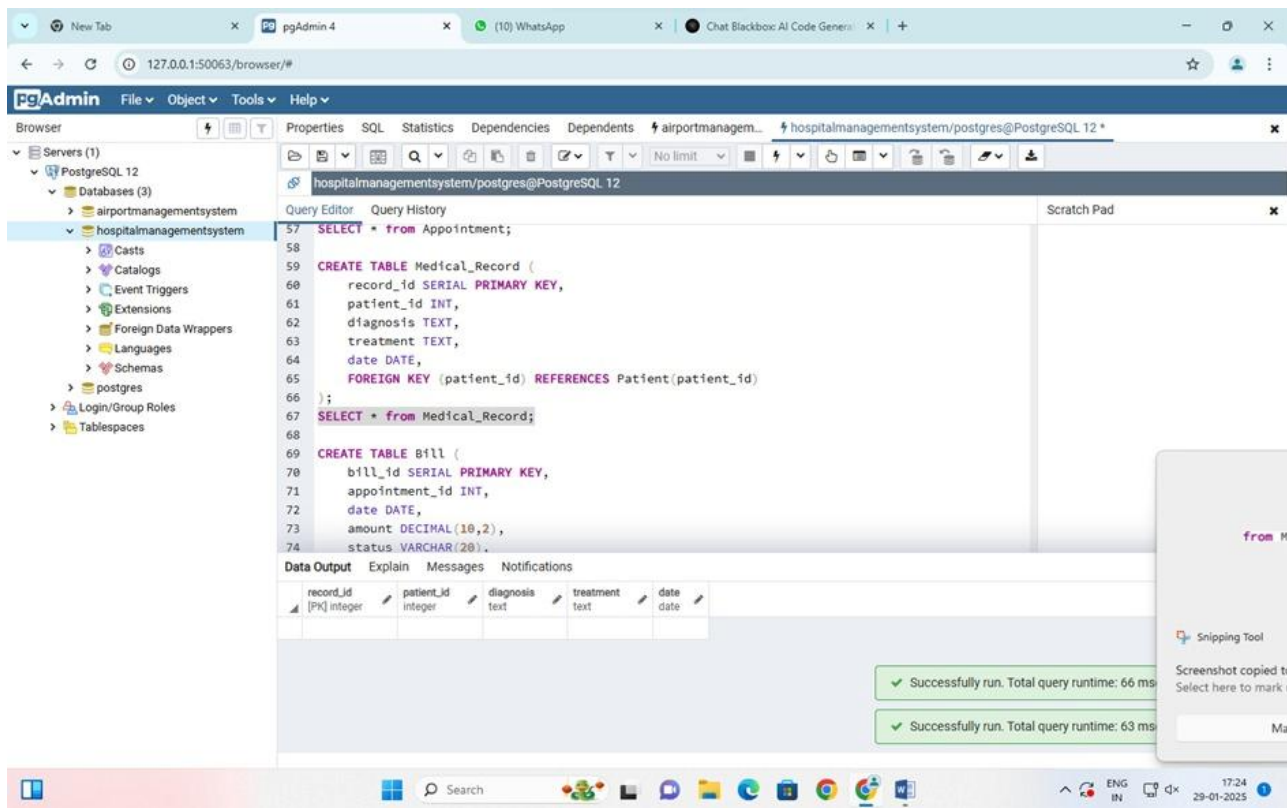 New Tab
pgAdmin 4
(10) WhatsApp
Chat Blackbox: AI Code Genera
127.0.0.1:50063/browser/#
pgAdmin File Object Tools Help
Browser
Properties SQL Statistics Dependencies Dependents airportmanagem... hospitalmanagementsystem/postgres@PostgreSQL 12 *
Servers (1)
PostgreSQL 12
Databases (3)
airportmanagementsystem
hospitalmanagementsystem
Casts
Catalogs
Event Triggers
Extensions
Foreign Data Wrappers
Languages
Schemas
postgres
Login/Group Roles
Tablespaces
No limit
hospitalmanagementsystem/postgres@PostgreSQL 12
Query Editor Query History
Scratch Pad
57 SELECT * from Appointment;
58
59 CREATE TABLE Medical_Record (
60 record_id SERIAL PRIMARY KEY,
61 patient_id INT,
62 diagnosis TEXT,
63 treatment TEXT,
64 date DATE,
65 FOREIGN KEY (patient_id) REFERENCES Patient(patient_id)
66 );
67 SELECT * from Medical_Record;
68
69 CREATE TABLE Bill (
70 bill_id SERIAL PRIMARY KEY,
71 appointment_id INT,
72 date DATE,
73 amount DECIMAL(10,2),
74 status VARCHAR(20),
Data Output Explain Messages Notifications
record_id patient_id diagnosis treatment date
[PK] integer integer text text date
Successfully run. Total query runtime: 66 ms
Successfully run. Total query runtime: 63 ms
from M
Snipping Tool
Screenshot copied t
Select here to mark
Ma
Search
ENG
IN
17:24
29-01-2025